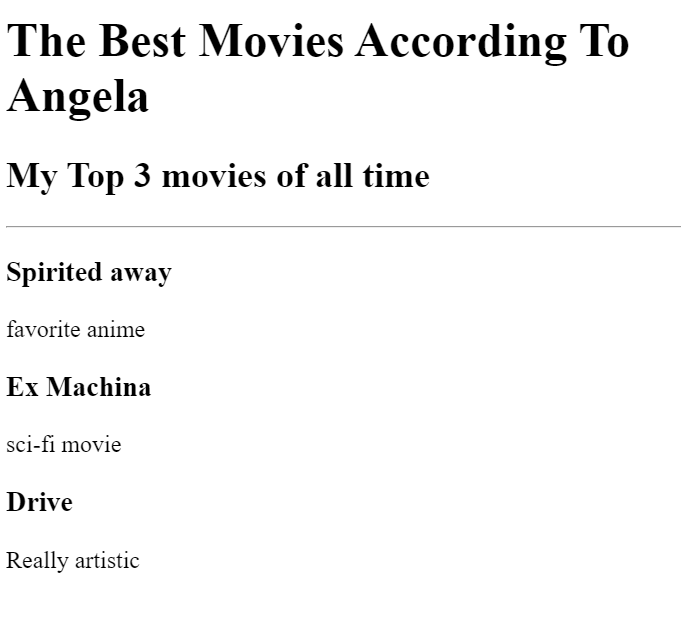 The Best Movies According To
Angela
My Top 3 movies of all time
Spirited away
favorite anime
Ex Machina
sci-fi movie
Drive
Really artistic